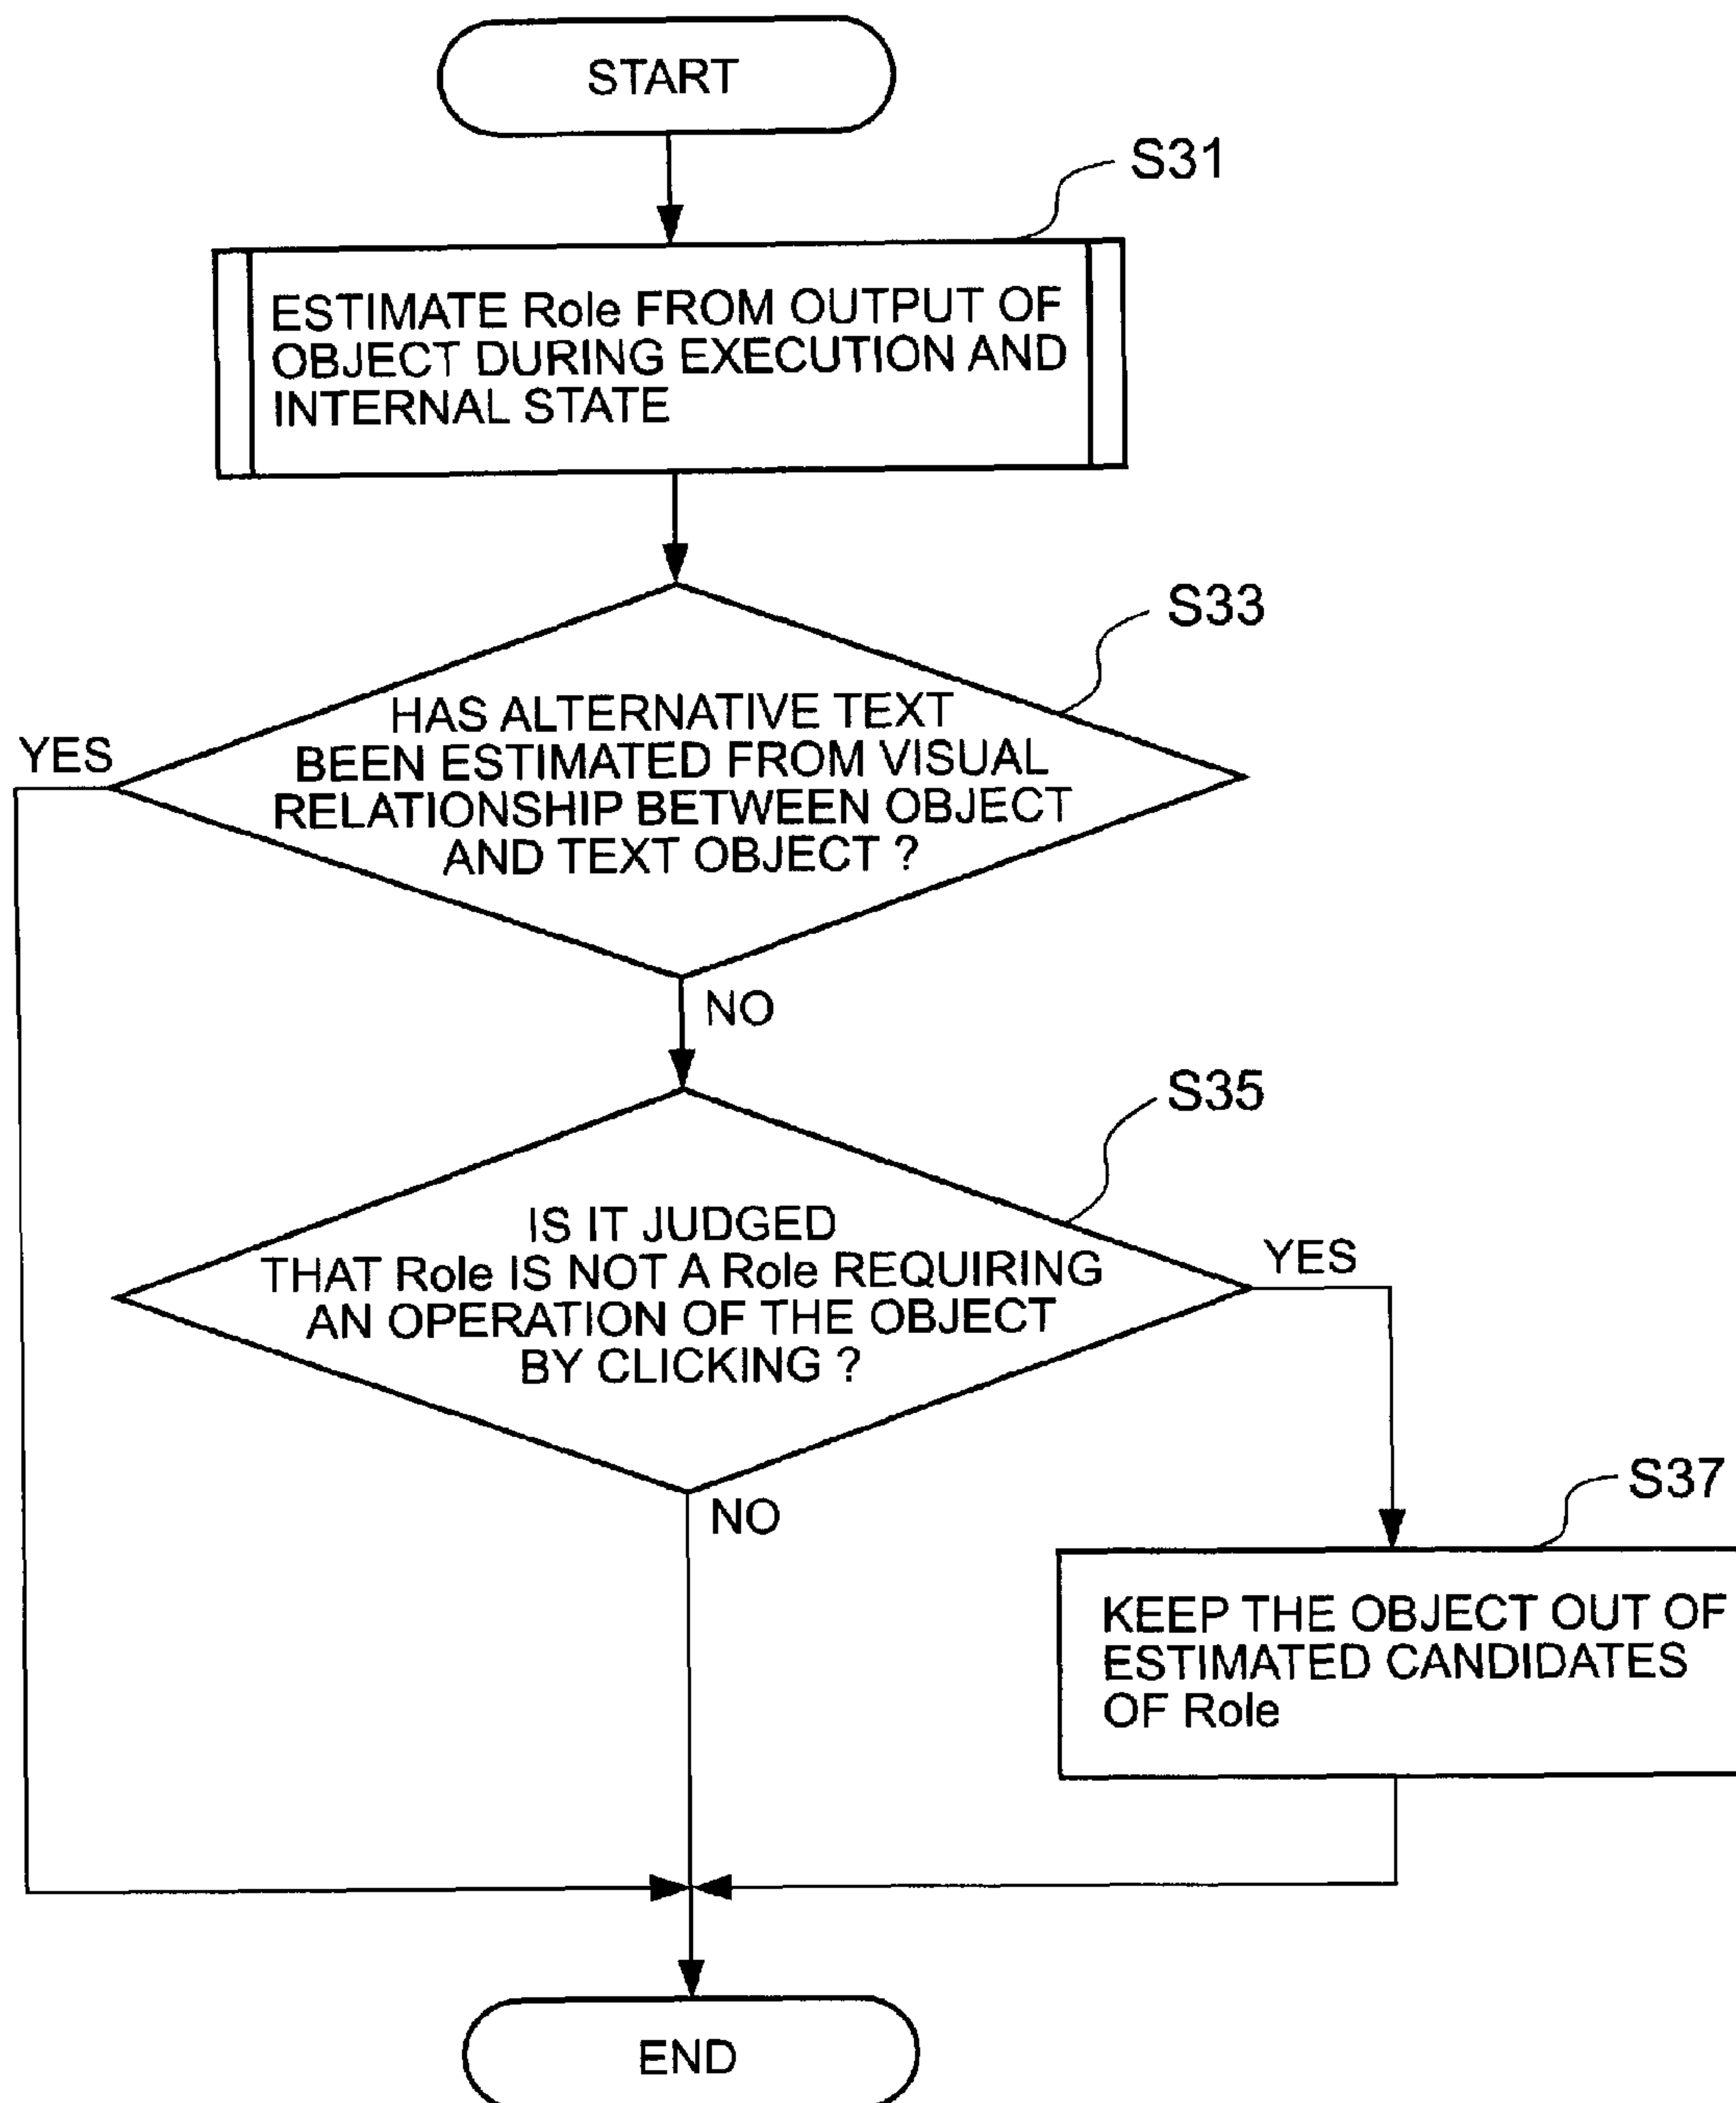 START
S31
ESTIMATE Role FROM OUTPUT OF
OBJECT DURING EXECUTION AND
INTERNAL STATE
S33
HAS ALTERNATIVE TEXT
BEEN ESTIMATED FROM VISUAL
RELATIONSHIP BETWEEN OBJECT
AND TEXT OBJECT ?
YES
NO
S35
IS IT JUDGED
THAT Role IS NOT A Role REQUIRING
AN OPERATION OF THE OBJECT
BY CLICKING ?
YES
NO
S37
KEEP THE OBJECT OUT OF
ESTIMATED CANDIDATES
OF Role
END